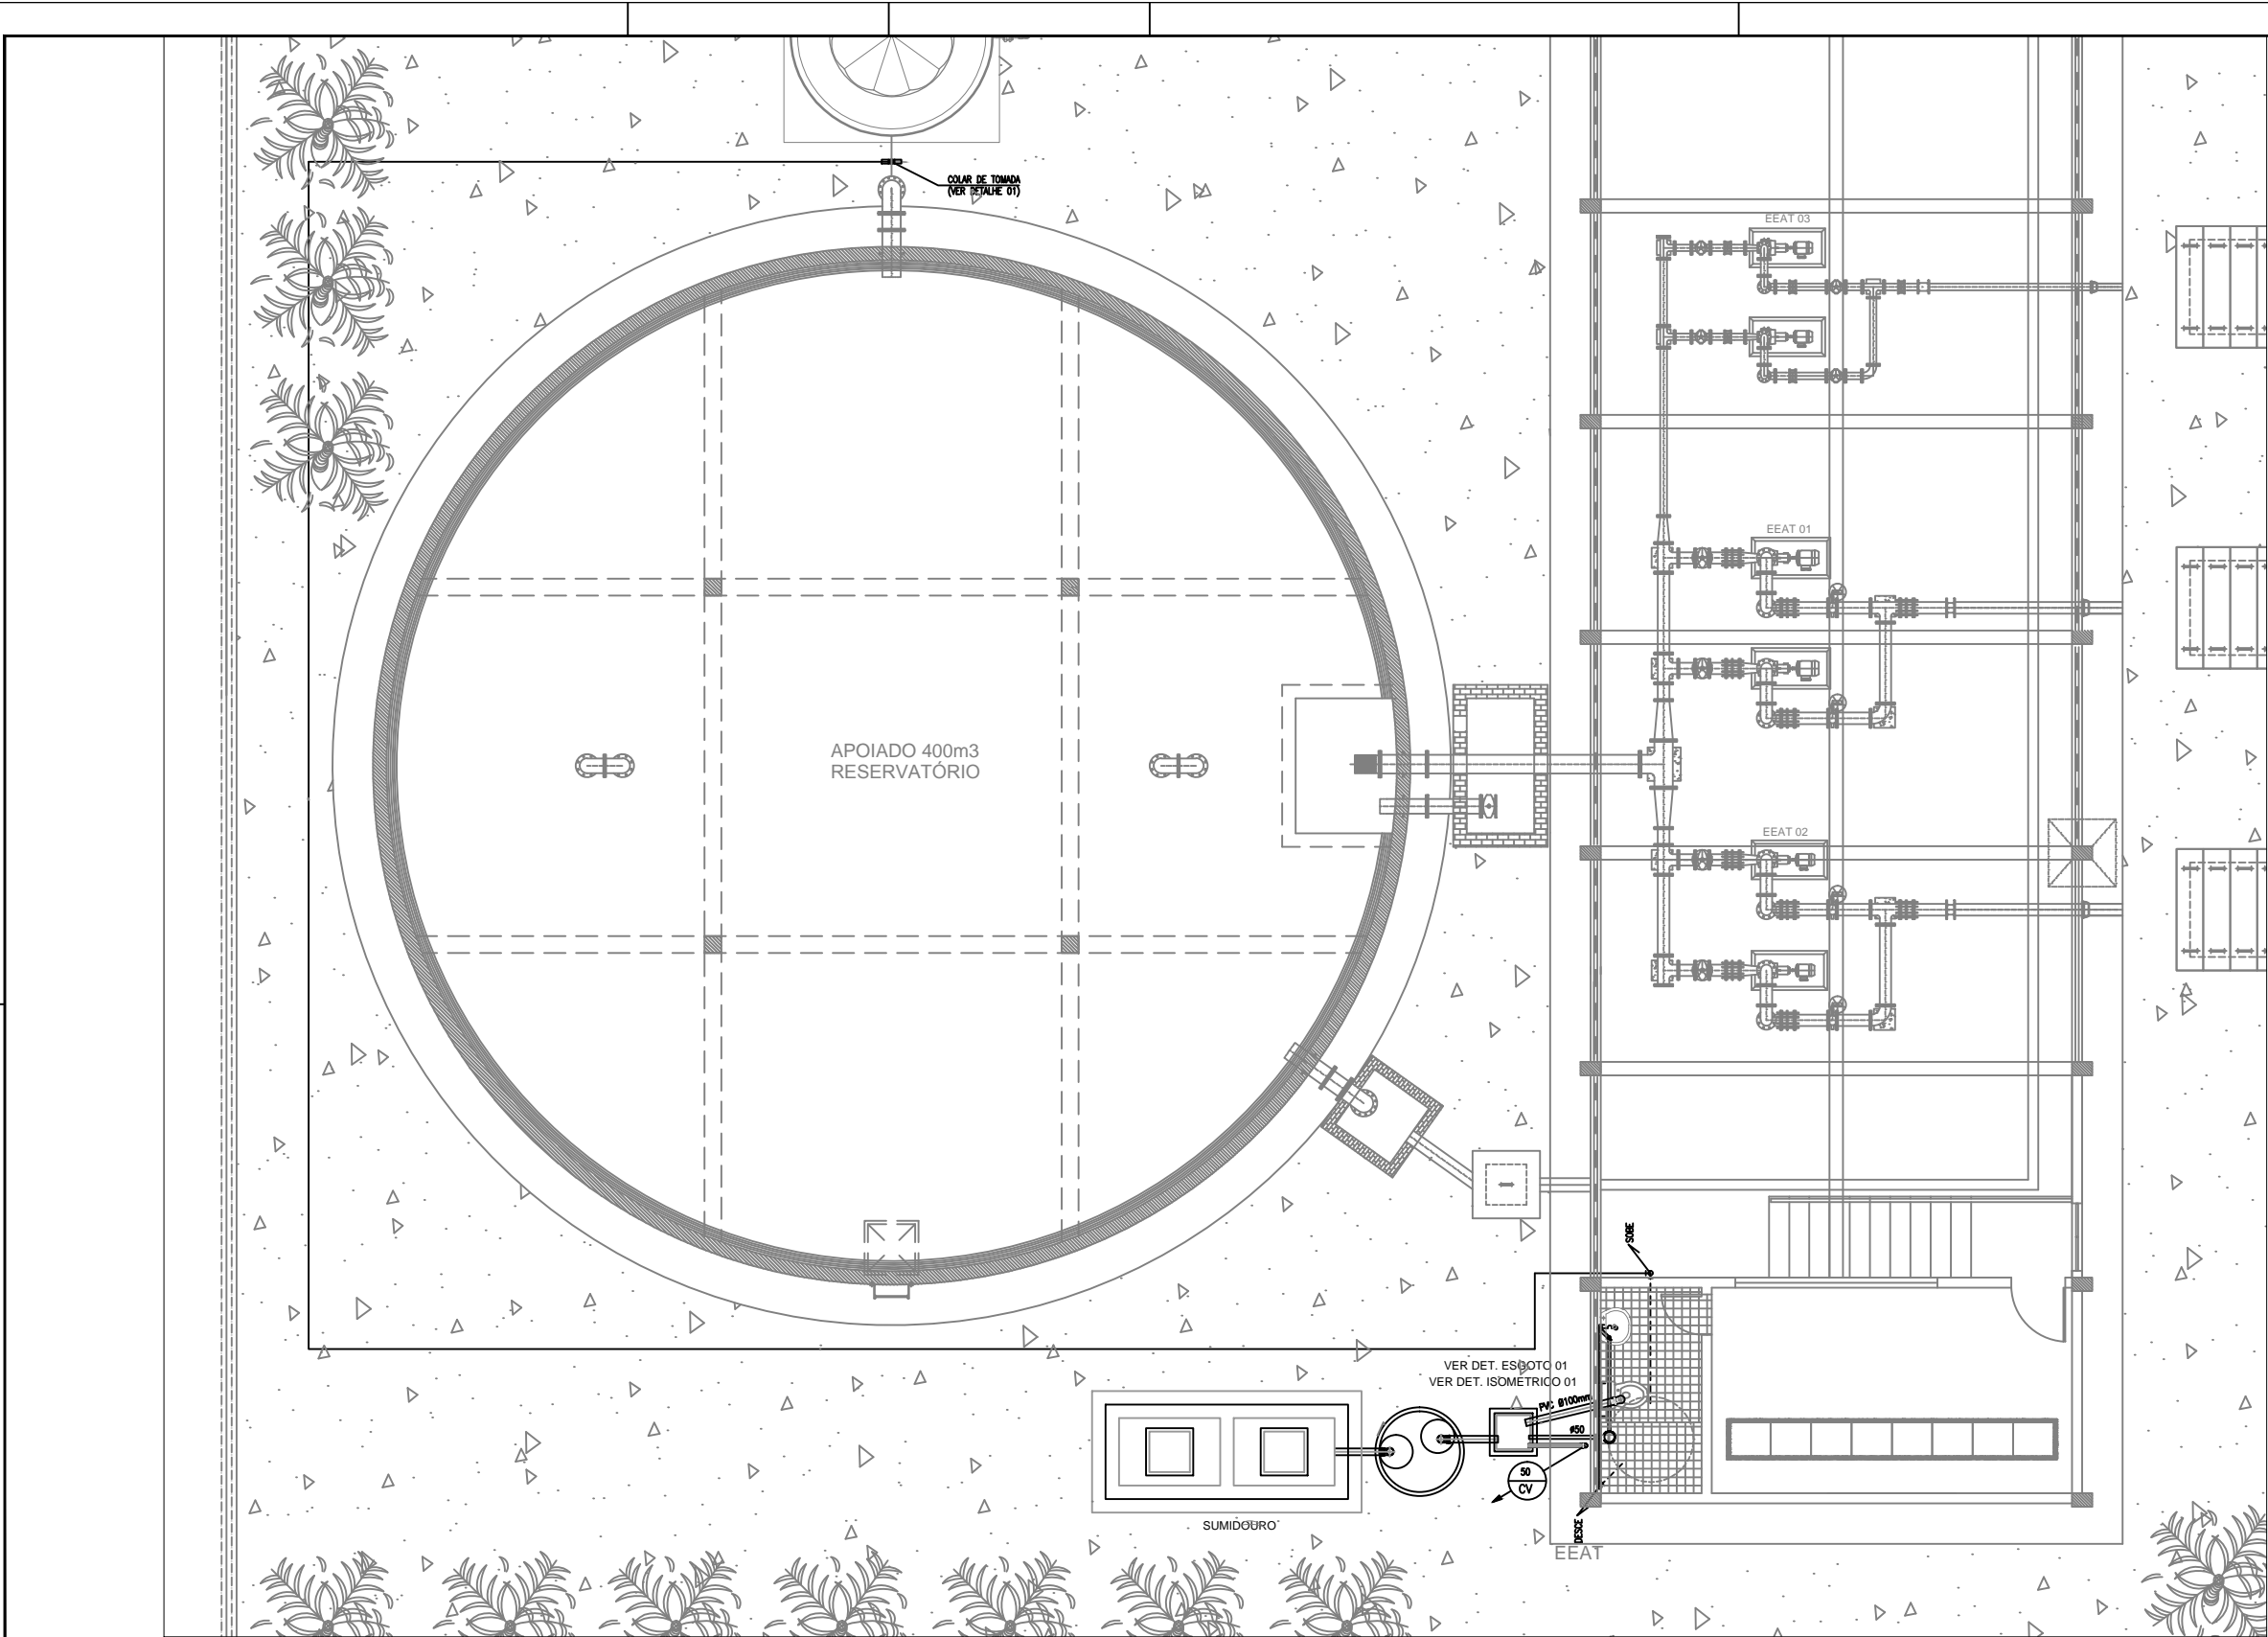 COLAR DE TOMADA
(VER DETALHE 01)
EEAT 03
EEAT 01
APOIADO 400m3
RESERVATÓRIO
EEAT 02
SOBE
VER DET. ESGOTO 01
VER DET. ISOMETRICO 01
PVC Ø100mm
ø50
50
CV
SUMIDOURO
DESCE
EEAT